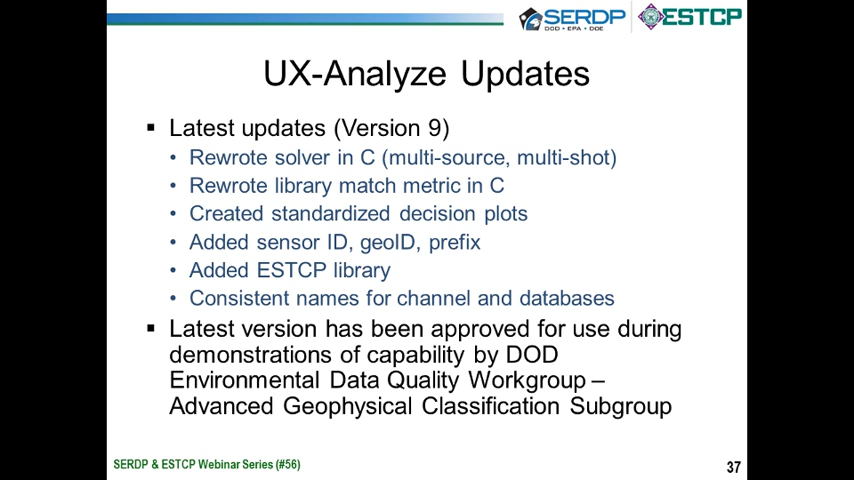 SERDP
DOD • EPA • DOE
ESTCP
UX-Analyze Updates
▪ Latest updates (Version 9)
• Rewrote solver in C (multi-source, multi-shot)
• Rewrote library match metric in C
• Created standardized decision plots
• Added sensor ID, geoID, prefix
• Added ESTCP library
• Consistent names for channel and databases
▪ Latest version has been approved for use during
demonstrations of capability by DOD
Environmental Data Quality Workgroup –
Advanced Geophysical Classification Subgroup
SERDP & ESTCP Webinar Series (#56)
37